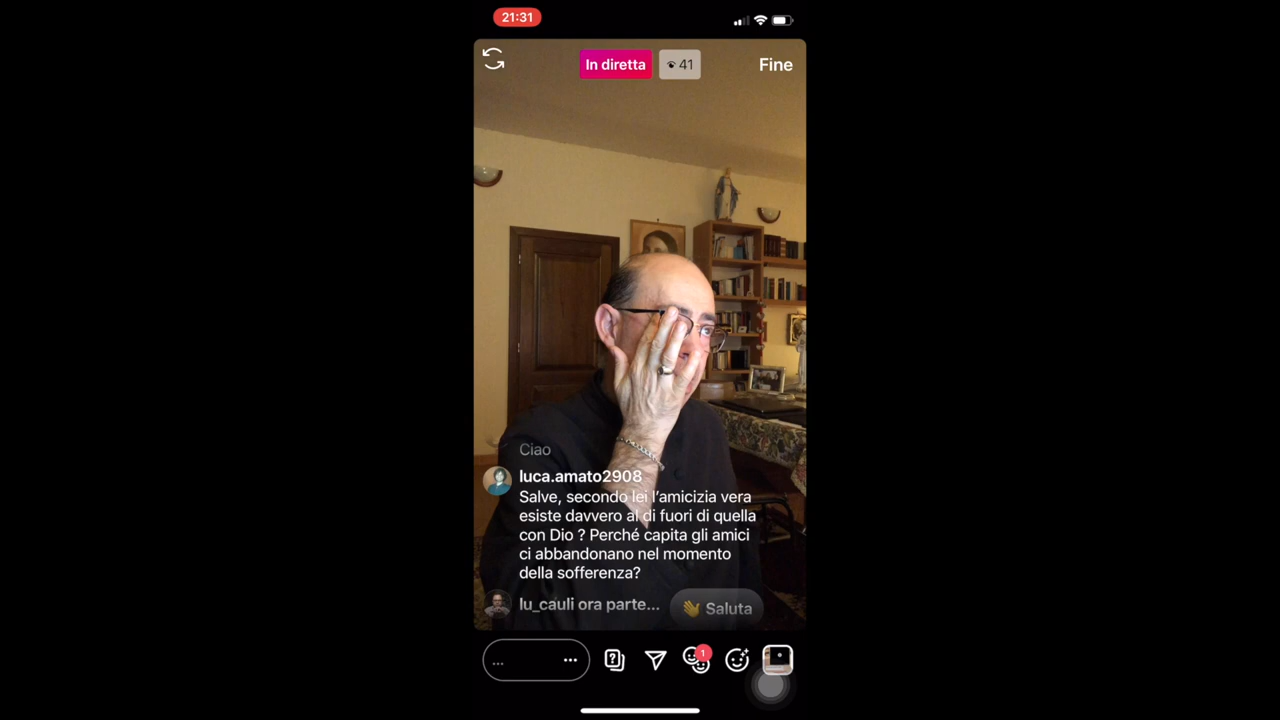 21:31
In diretta
41
Fine
Ciao
luca.amato2908
Salve, secondo lei l'amicizia vera
esiste davvero al di fuori di quella
con Dio ? Perché capita gli amici
ci abbandonano nel momento
della sofferenza?
lu_cauli ora parte...
Saluta
...
1